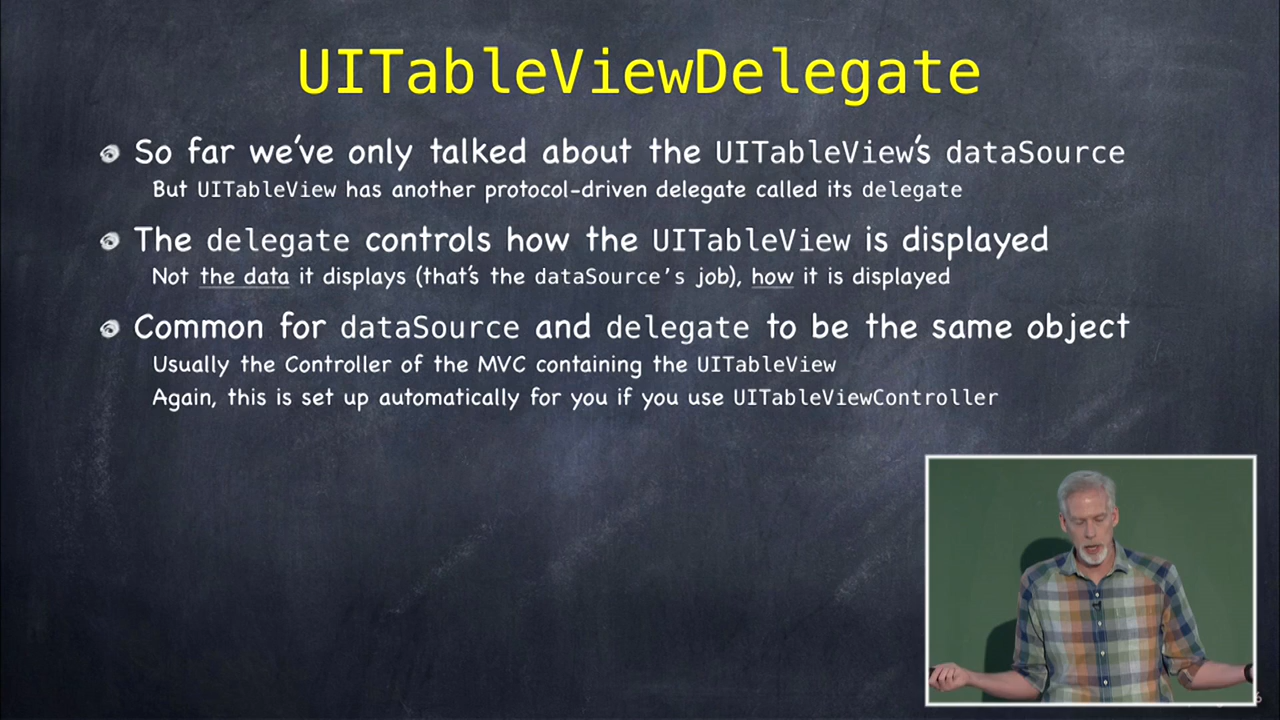 UITableViewDelegate
So far we've only talked about the UITableView's dataSource
But UITableView has another protocol-driven delegate called its delegate
The delegate controls how the UITableView is displayed
Not the data it displays (that's the dataSource's job), how it is displayed
Common for dataSource and delegate to be the same object
Usually the Controller of the MVC containing the UITableView
Again, this is set up automatically for you if you use UITableViewController